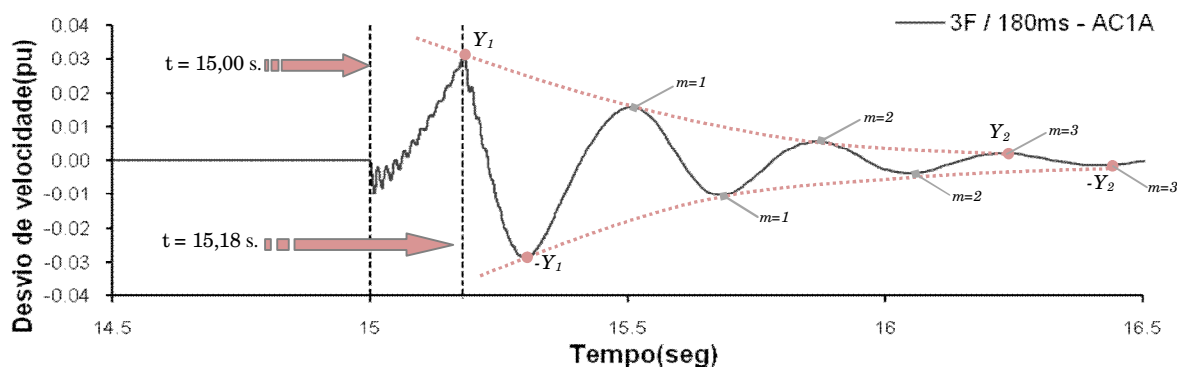 3F / 180ms - AC1A
Desvio de velocidade(pu)
0.04
0.03
0.02
0.01
0.00
-0.01
-0.02
-0.03
-0.04
t = 15,00 s.
t = 15,18 s.
Y1
-Y1
m=1
m=2
Y2
m=3
m=1
m=2
-Y2
m=3
14.5
15
15.5
16
16.5
Tempo(seg)